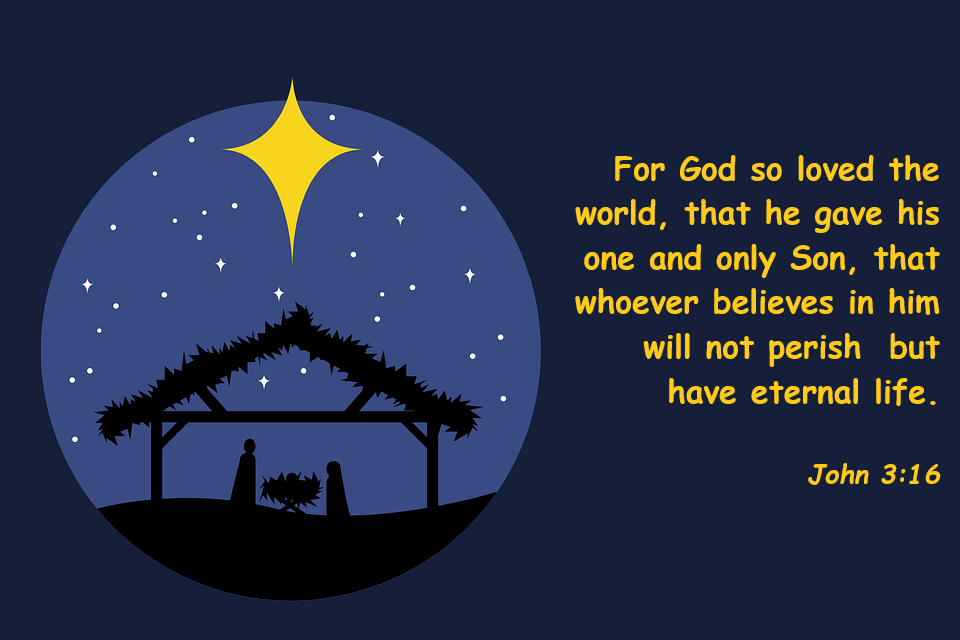 For God so loved the
world, that he gave his
one and only Son, that
whoever believes in him
will not perish  but
have eternal life.
John 3:16